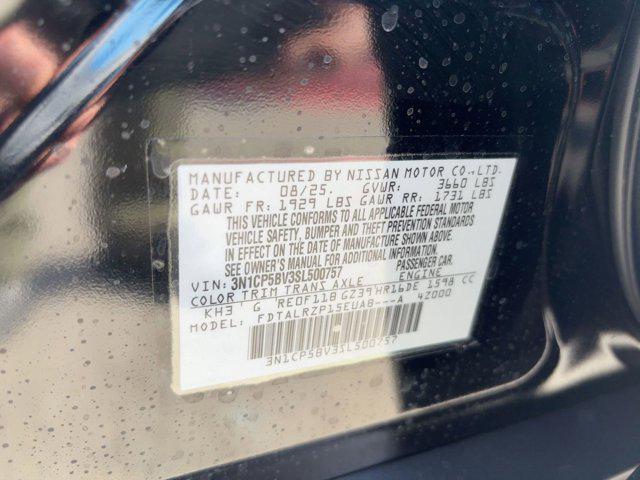 MANUFACTURED BY NISSAN MOTOR CO.,LTD.
DATE: 08/25. GVWR: 3660 LBS
GAWR FR: 1929 LBS GAWR RR: 1731 LBS
THIS VEHICLE CONFORMS TO ALL APPLICABLE FEDERAL MOTOR
VEHICLE SAFETY, BUMPER AND THEFT PREVENTION STANDARDS
IN EFFECT ON THE DATE OF MANUFACTURE SHOWN ABOVE.
SEE OWNER'S MANUAL FOR ADDITIONAL INFORMATION
VIN: 3N1CP5BV3SL500757 PASSENGER CAR.
COLOR TRIM TRANS AXLE ENGINE
KH3 G RE0F11B GZ39 HR16DE 1598 CC
MODEL: FDTALRZP15EUAB---A 4Z000
3N1CP5BV3SL500757